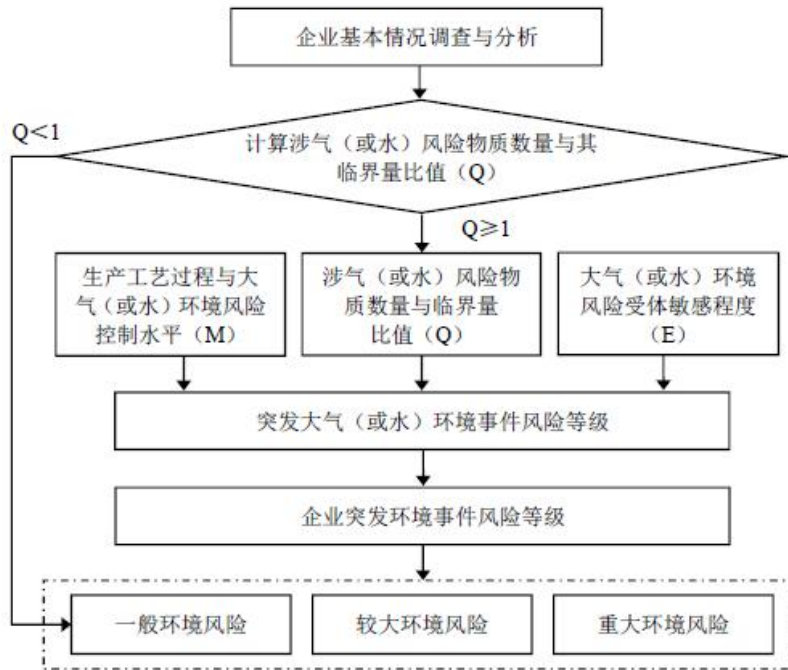 企业基本情况调查与分析
Q＜1
计算涉气（或水）风险物质数量与其
临界量比值（Q）
Q≥1
生产工艺过程与大
气（或水）环境风险
控制水平（M）
涉气（或水）风险物
质数量与临界量
比值（Q）
大气（或水）环境
风险受体敏感程度
（E）
突发大气（或水）环境事件风险等级
企业突发环境事件风险等级
一般环境风险
较大环境风险
重大环境风险